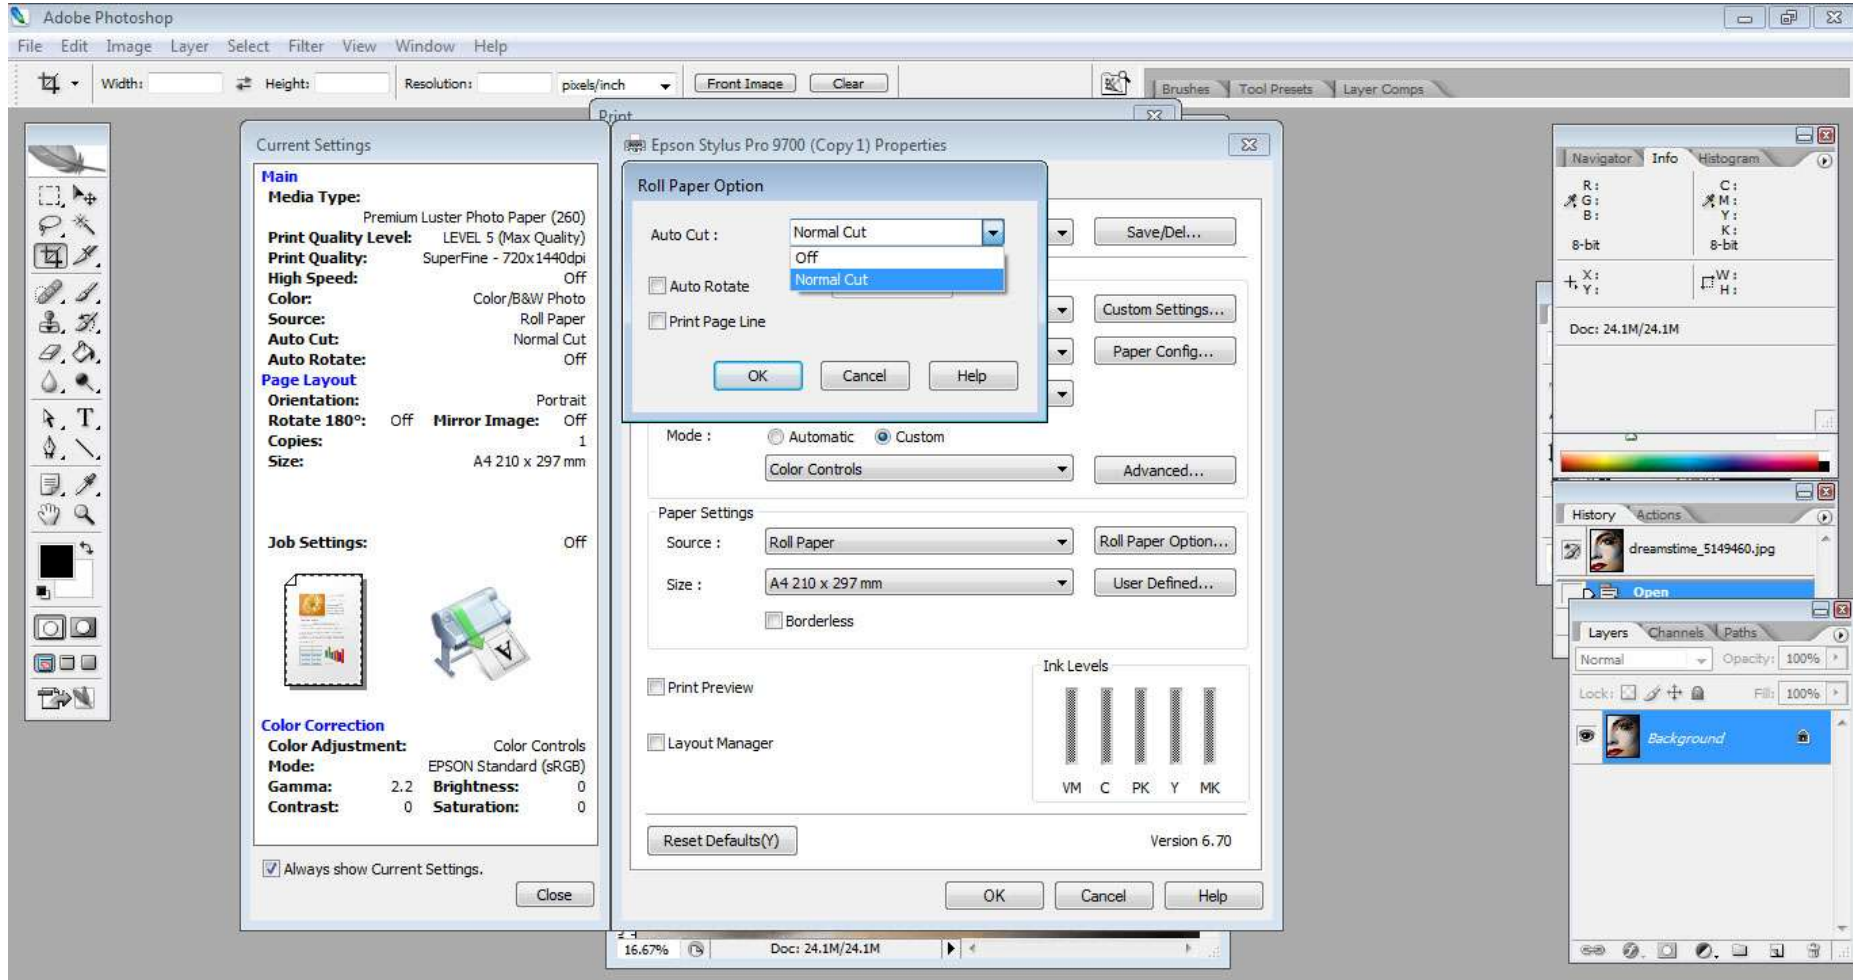 Adobe Photoshop
File Edit Image Layer Select Filter View Window Help
Width: Height: Resolution: pixels/inch Front Image Clear
Brushes Tool Presets Layer Comps
Print
Current Settings
Main
Media Type:
Premium Luster Photo Paper (260)
Print Quality Level: LEVEL 5 (Max Quality)
Print Quality: SuperFine - 720x1440dpi
High Speed: Off
Color: Color/B&W Photo
Source: Roll Paper
Auto Cut: Normal Cut
Auto Rotate: Off
Page Layout
Orientation: Portrait
Rotate 180°: Off Mirror Image: Off
Copies: 1
Size: A4 210 x 297 mm
Job Settings: Off
Color Correction
Color Adjustment: Color Controls
Mode: EPSON Standard (sRGB)
Gamma: 2.2 Brightness: 0
Contrast: 0 Saturation: 0
Always show Current Settings.
Close
Epson Stylus Pro 9700 (Copy 1) Properties
Roll Paper Option
Auto Cut : Normal Cut
Off
Normal Cut
Auto Rotate
Print Page Line
OK Cancel Help
Save/Del...
Custom Settings...
Paper Config...
Mode : Automatic Custom
Color Controls Advanced...
Paper Settings
Source : Roll Paper Roll Paper Option...
Size : A4 210 x 297 mm User Defined...
Borderless
Print Preview
Layout Manager
Ink Levels
VM C PK Y MK
Reset Defaults(Y) Version 6.70
OK Cancel Help
16.67% Doc: 24.1M/24.1M
Navigator Info Histogram
R: C:
G: M:
B: Y:
K:
8-bit 8-bit
X: W:
Y: H:
Doc: 24.1M/24.1M
History Actions
dreamstime_5149460.jpg
Open
Layers Channels Paths
Normal Opacity: 100%
Lock: Fill: 100%
Background